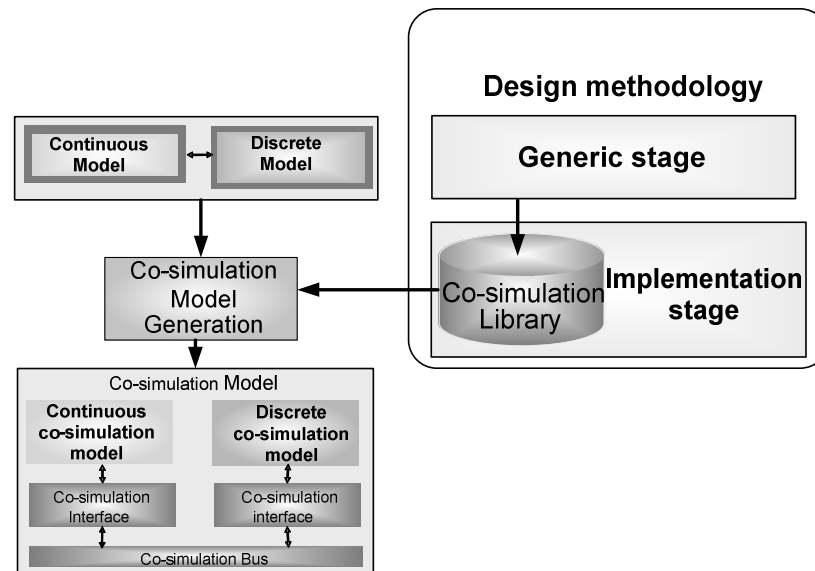 Design methodology
Generic stage
Continuous
Model
Discrete
Model
Co-simulation
Model
Generation
Co-simulation
Library
Implementation
stage
Co-simulation Model
Continuous
co-simulation
model
Discrete
co-simulation
model
Co-simulation
Interface
Co-simulation
interface
Co-simulation Bus